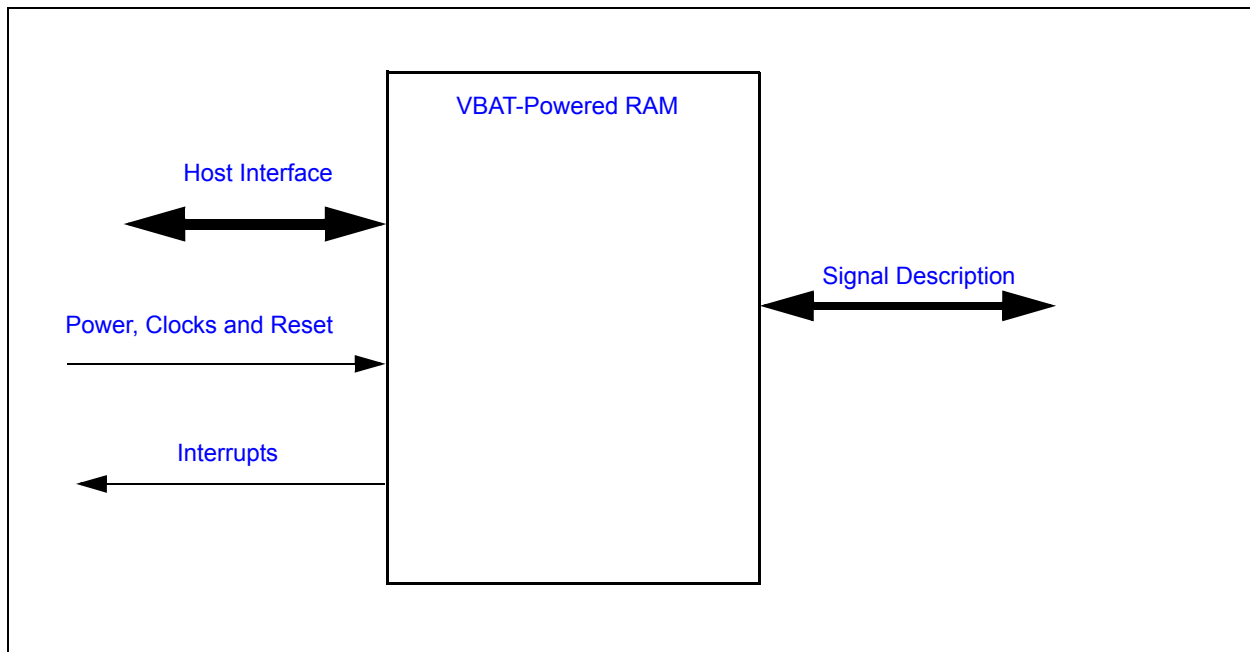 VBAT-Powered RAM
Host Interface
Signal Description
Power, Clocks and Reset
Interrupts